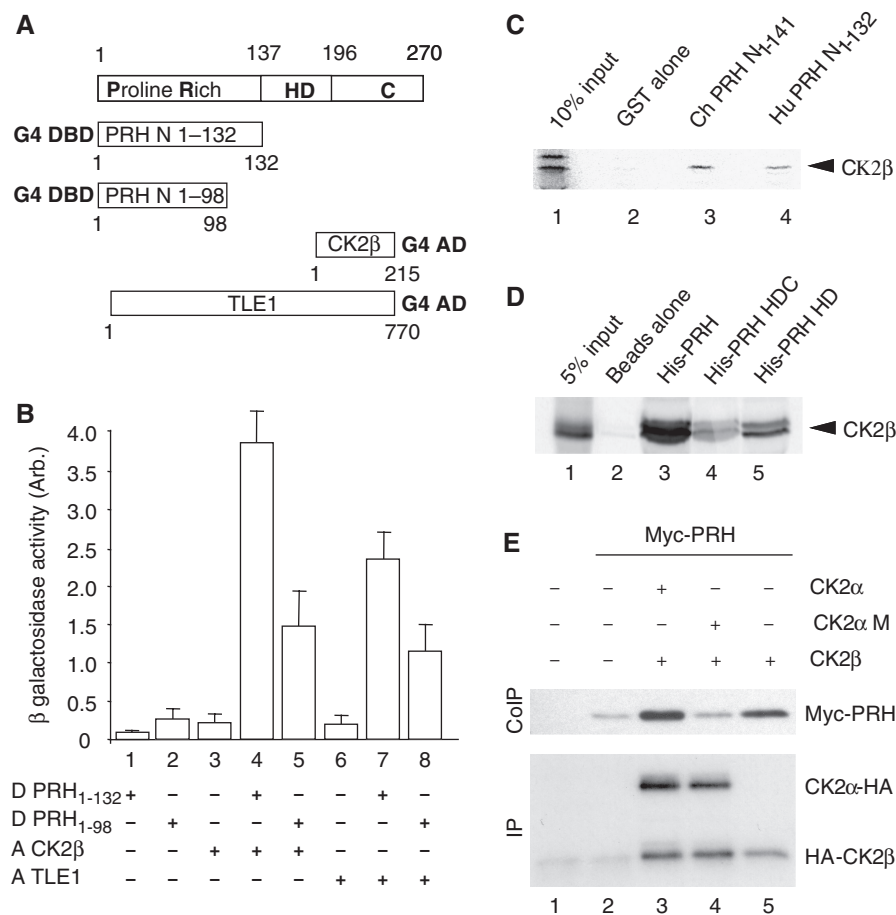 A
1 137 196 270
Proline Rich HD C
G4 DBD PRH N 1–132
1 132
G4 DBD PRH N 1–98
1 98
CK2β G4 AD
1 215
TLE1 G4 AD
1 770
B
β galactosidase activity (Arb.)
4.0
3.5
3.0
2.5
2.0
1.5
1.0
0.5
0
1 2 3 4 5 6 7 8
D PRH1-132 + – – + – – + –
D PRH1-98 – + – – + – – +
A CK2β – – + + + – – –
A TLE1 – – – – – + + +
C
10% input
GST alone
Ch PRH N1-141
Hu PRH N1-132
CK2β
1 2 3 4
D
5% input
Beads alone
His-PRH
His-PRH HDC
His-PRH HD
CK2β
1 2 3 4 5
E
Myc-PRH
– – + – – CK2α
– – – + – CK2α M
– – + + + CK2β
CoIP
Myc-PRH
IP
CK2α-HA
HA-CK2β
1 2 3 4 5